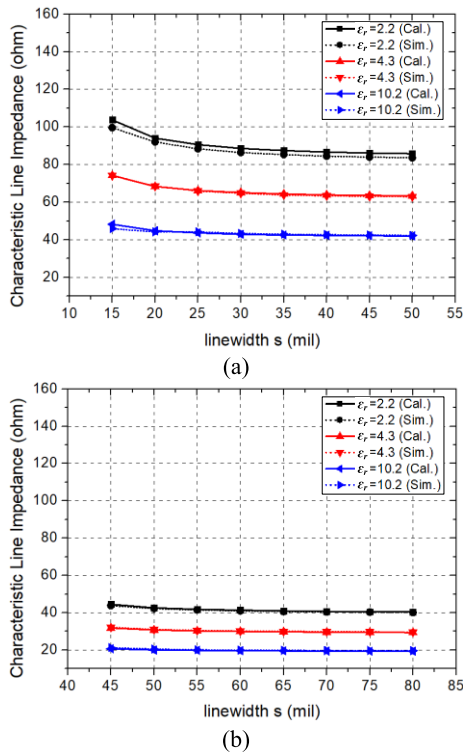 160
140
120
100
80
60
40
20
0
Characteristic Line Impedance (ohm)
εr=2.2 (Cal.)
εr=2.2 (Sim.)
εr=4.3 (Cal.)
εr=4.3 (Sim.)
εr=10.2 (Cal.)
εr=10.2 (Sim.)
10 15 20 25 30 35 40 45 50 55
linewidth s (mil)
(a)
160
140
120
100
80
60
40
20
Characteristic Line Impedance (ohm)
εr=2.2 (Cal.)
εr=2.2 (Sim.)
εr=4.3 (Cal.)
εr=4.3 (Sim.)
εr=10.2 (Cal.)
εr=10.2 (Sim.)
40 45 50 55 60 65 70 75 80 85
linewidth s (mil)
(b)